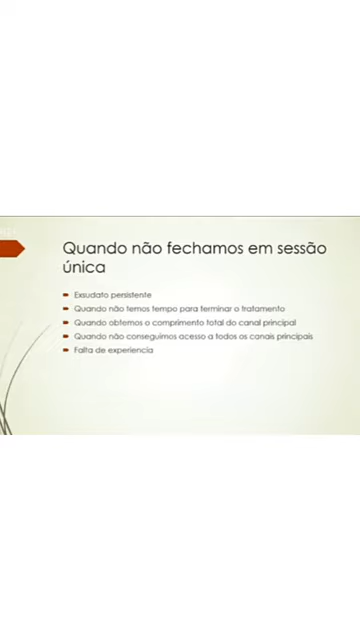 Quando não fechamos em sessão
única
Exsudato persistente
Quando não temos tempo para terminar o tratamento
Quando obtemos o comprimento total do canal principal
Quando não conseguimos acesso a todos os canais principais
Falta de experiencia